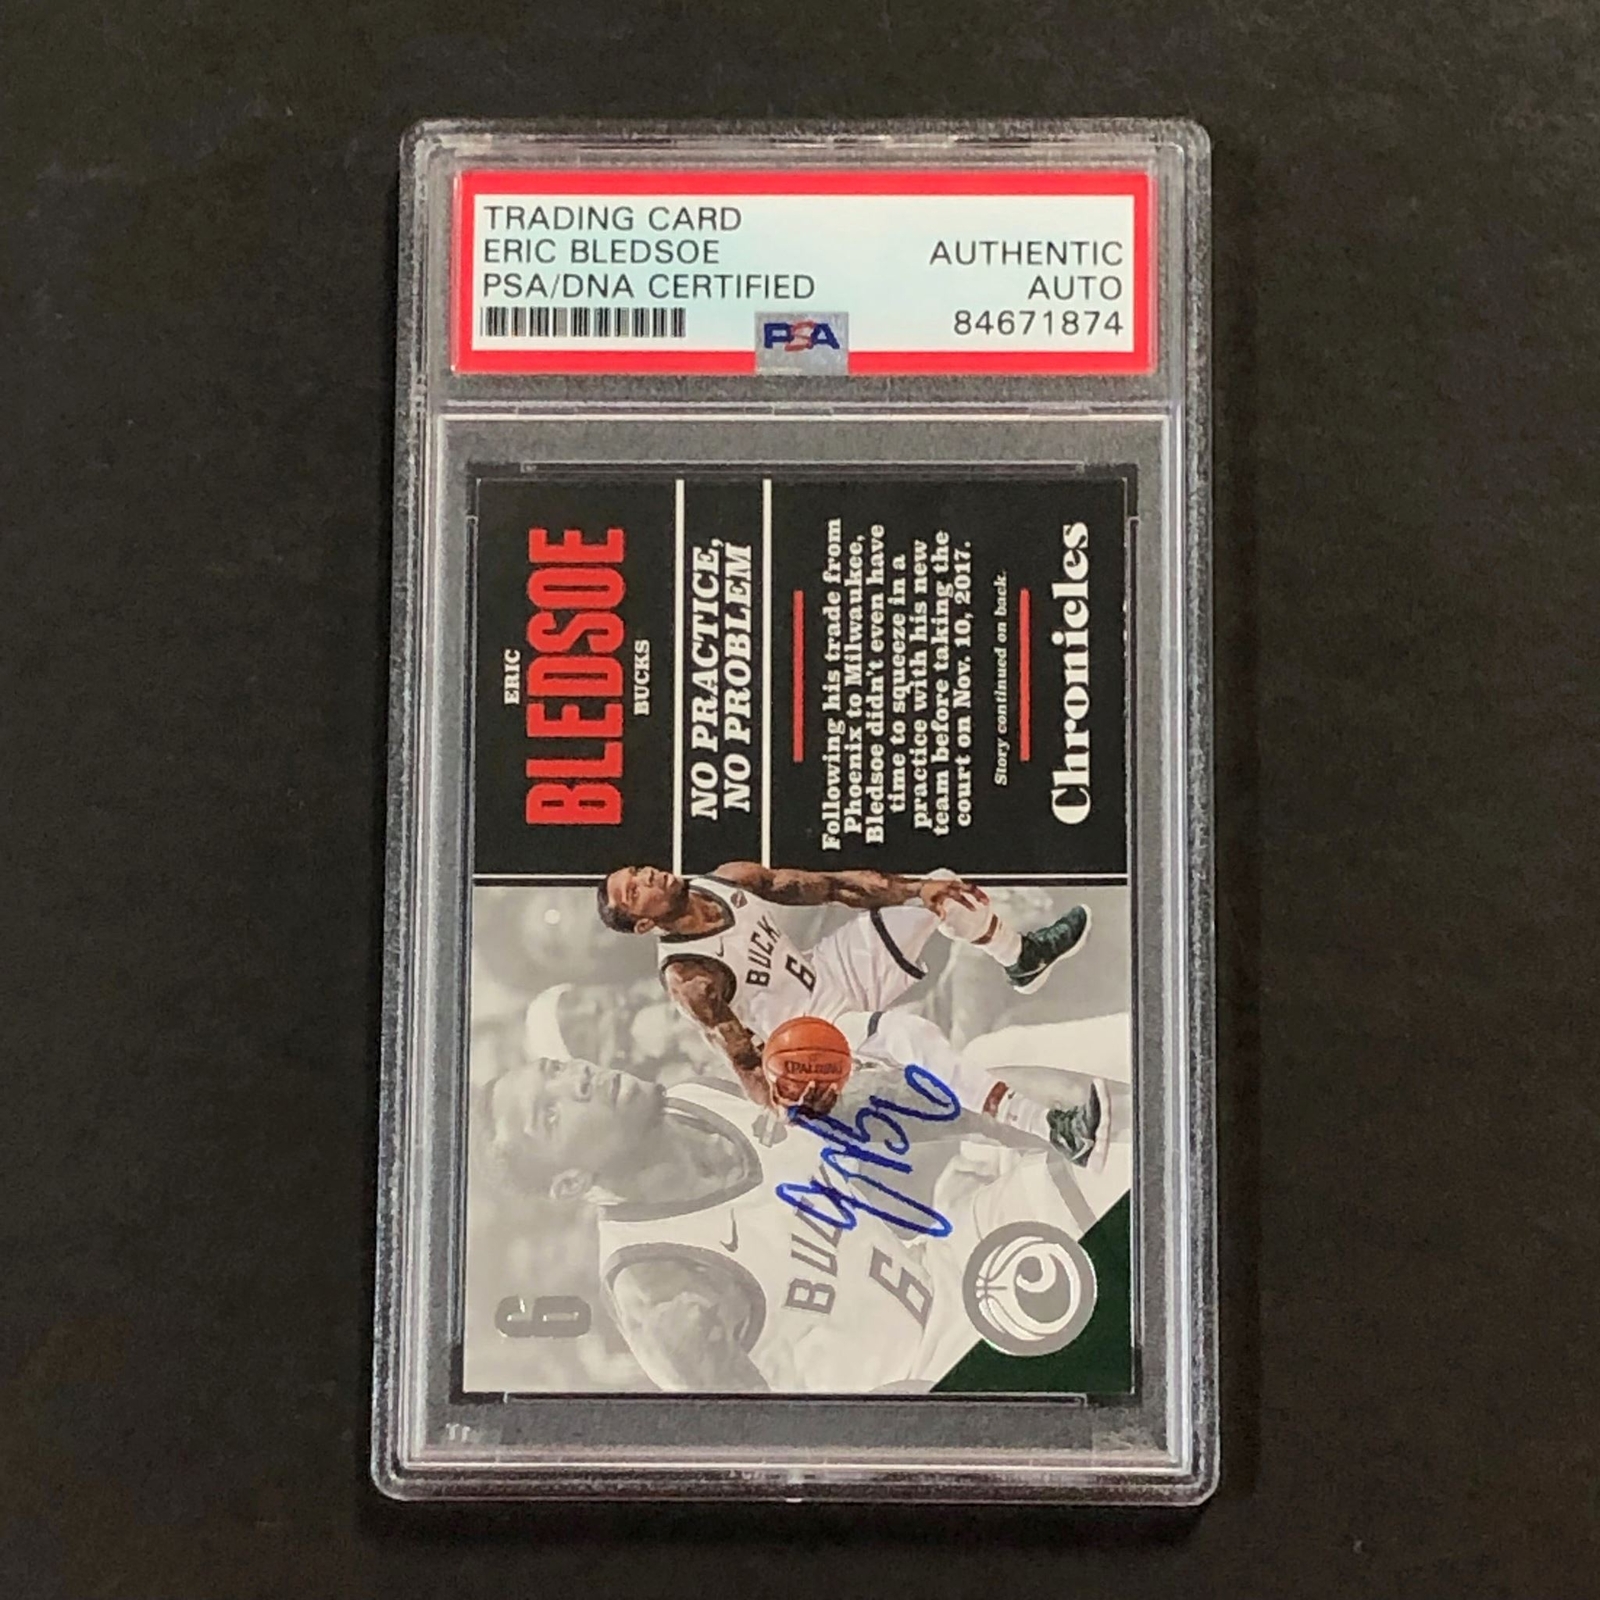 TRADING CARD
ERIC BLEDSOE
PSA/DNA CERTIFIED
AUTHENTIC
AUTO
84671874
PSA
ERIC
BLEDSOE
BUCKS
NO PRACTICE,
NO PROBLEM
Following his trade from
Phoenix to Milwaukee,
Bledsoe didn't even have
time to squeeze in a
practice with his new
team before taking the
court on Nov. 10, 2017.
Story continued on back.
Chronicles
BUCK
6
SPALDING
BUC
6
6